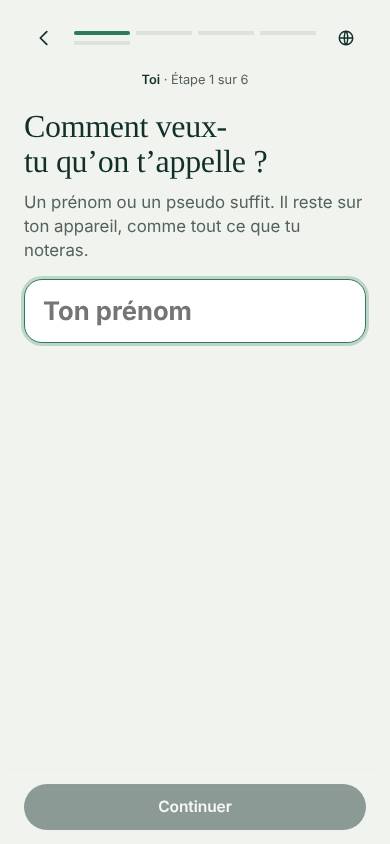 Toi · Étape 1 sur 6
Comment veux-
tu qu’on t’appelle ?
Un prénom ou un pseudo suffit. Il reste sur
ton appareil, comme tout ce que tu
noteras.
Ton prénom
Continuer